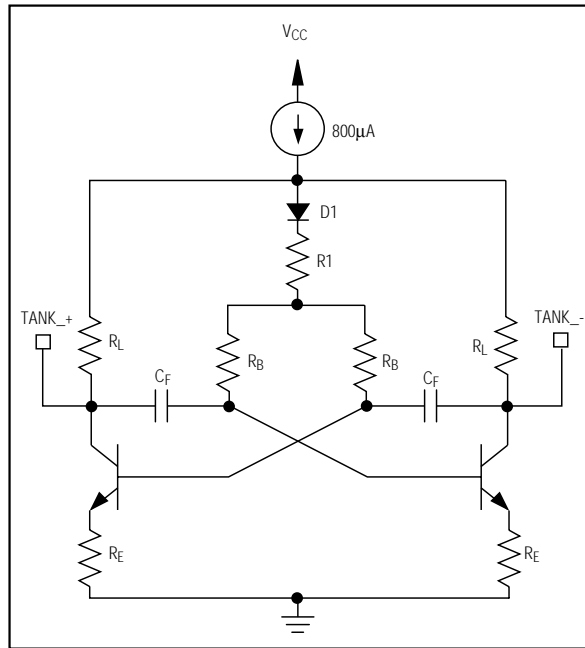 VCC
800μA
D1
R1
TANK_+
TANK_-
RL
RB
RB
RL
CF
CF
RE
RE